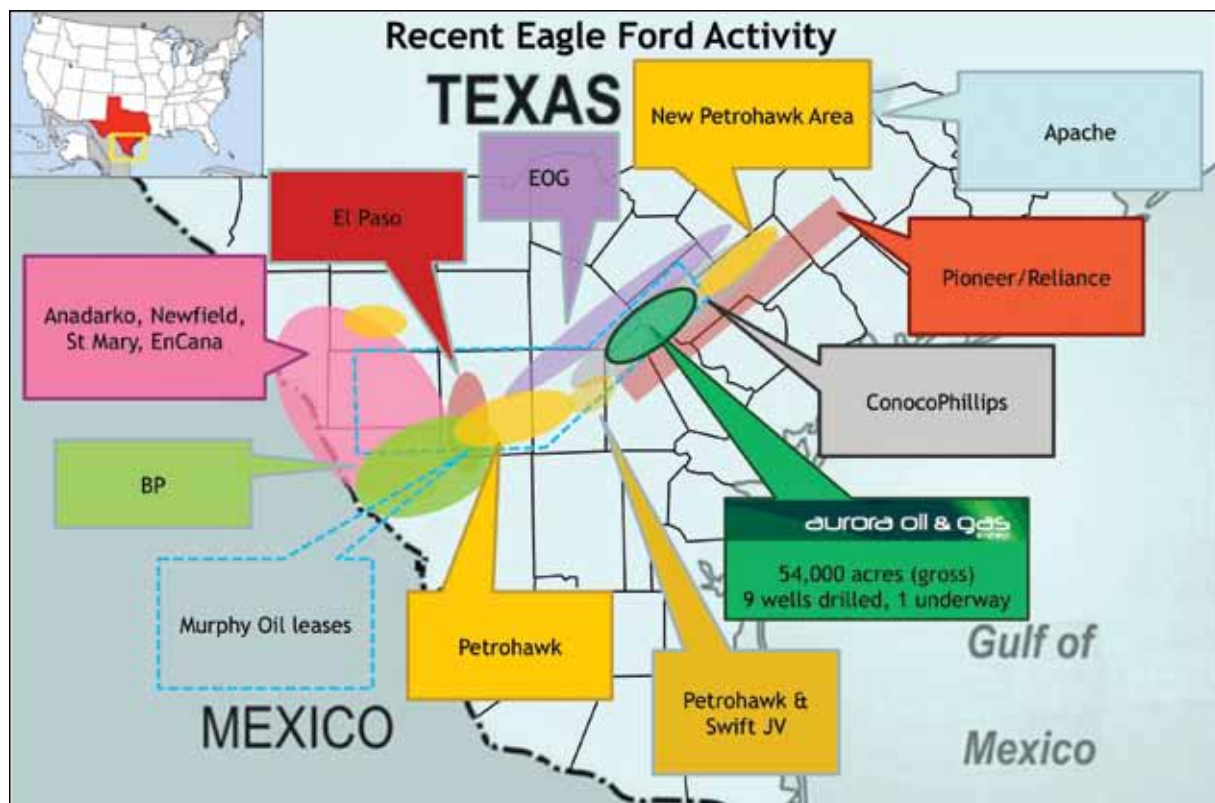 Recent Eagle Ford Activity
TEXAS
New Petrohawk Area
Apache
EOG
El Paso
Pioneer/Reliance
Anadarko, Newfield,
St Mary, EnCana
ConocoPhillips
BP
aurora oil & gas
54,000 acres (gross)
9 wells drilled, 1 underway
Murphy Oil leases
Petrohawk
Petrohawk &
Swift JV
Gulf of
Mexico
MEXICO